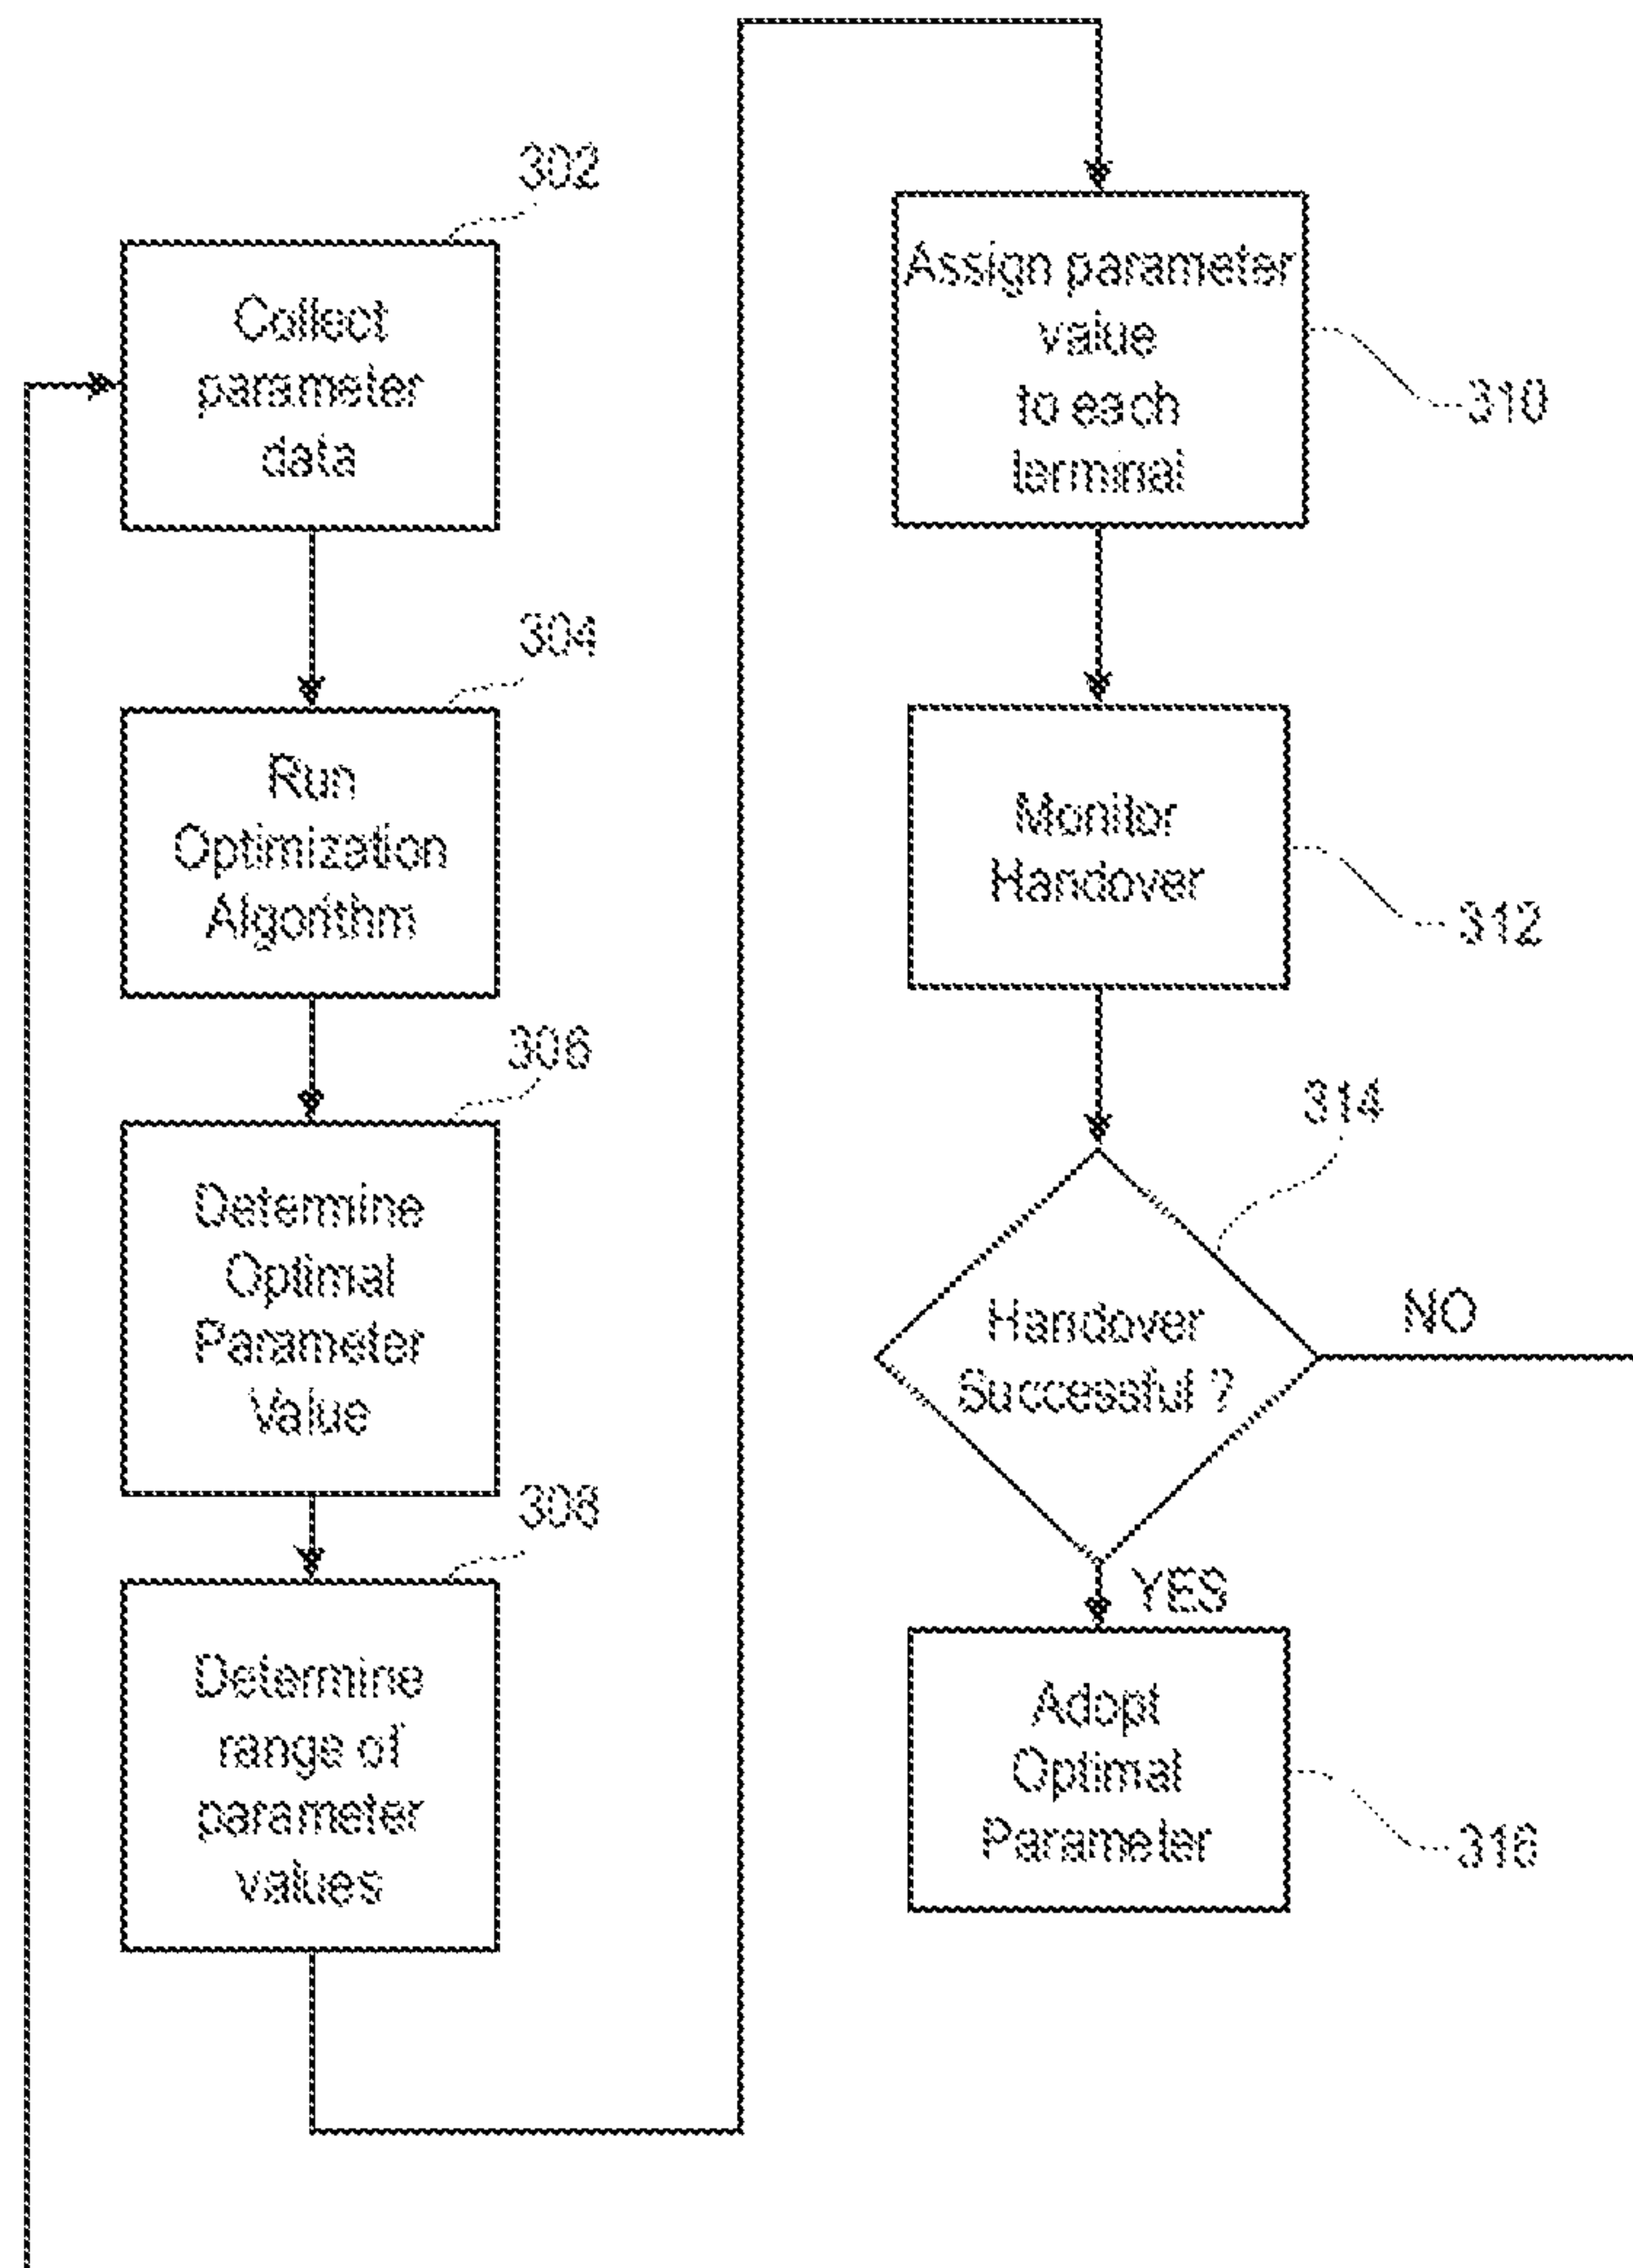 302
Collect
parameter
data
304
Run
Optimization
Algorithm
306
Determine
Optimal
Parameter
Value
308
Determine
range of
parameter
values
Assign parameter
value
to each
terminal
310
Monitor
Handover
312
314
Handover
Successful ?
NO
YES
Adopt
Optimal
Parameter
316